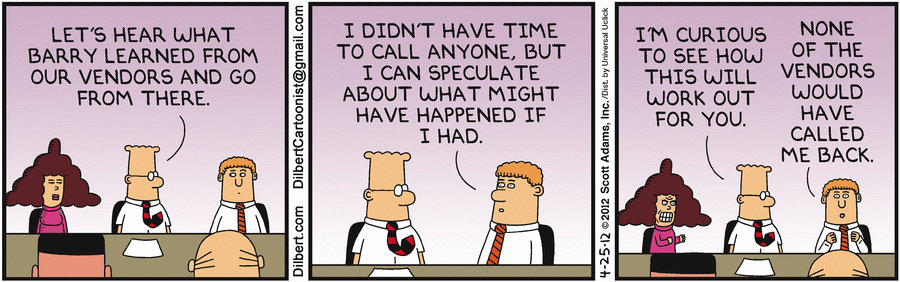 LET'S HEAR WHAT
BARRY LEARNED FROM
OUR VENDORS AND GO
FROM THERE.
Dilbert.com DilbertCartoonist@gmail.com
I DIDN'T HAVE TIME
TO CALL ANYONE, BUT
I CAN SPECULATE
ABOUT WHAT MIGHT
HAVE HAPPENED IF
I HAD.
4-25-12 © 2012 Scott Adams, Inc./Dist. by Universal Uclick
I'M CURIOUS
TO SEE HOW
THIS WILL
WORK OUT
FOR YOU.
NONE
OF THE
VENDORS
WOULD
HAVE
CALLED
ME BACK.